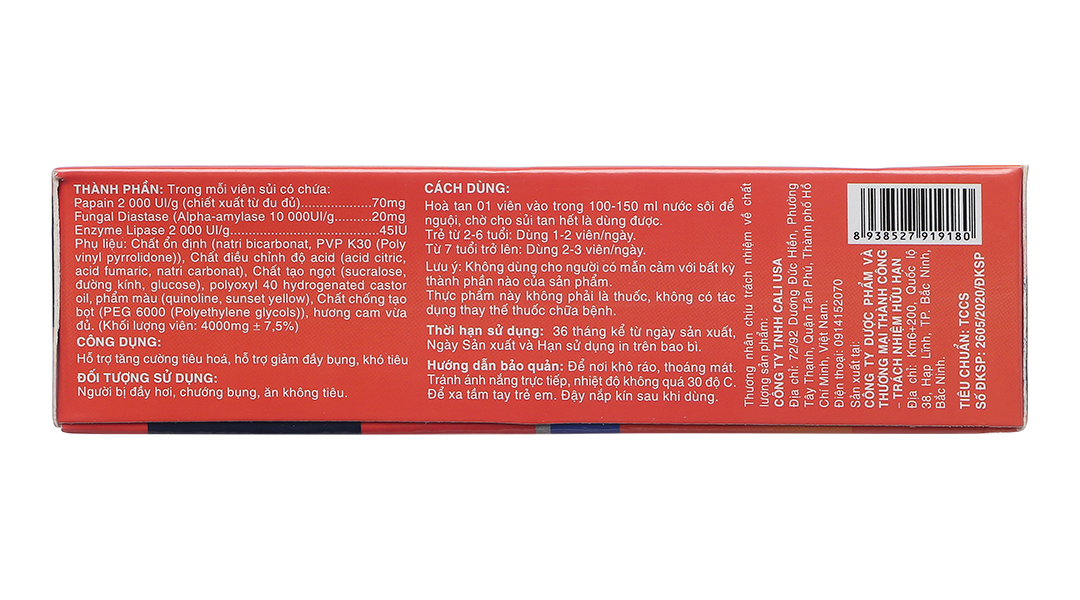 THÀNH PHẦN: Trong mỗi viên sủi có chứa:
Papain 2 000 UI/g (chiết xuất từ đu đủ).....................70mg
Fungal Diastase (Alpha-amylase 10 000UI/g..........20mg
Enzyme Lipase 2 000 UI/g....................................45IU
Phụ liệu: Chất ổn định (natri bicarbonat, PVP K30 (Poly
vinyl pyrrolidone)), Chất điều chỉnh độ acid (acid citric,
acid fumaric, natri carbonat), Chất tạo ngọt (sucralose,
đường kính, glucose), polyoxyl 40 hydrogenated castor
oil, phẩm màu (quinoline, sunset yellow), Chất chống tạo
bọt (PEG 6000 (Polyethylene glycols)), hương cam vừa
đủ. (Khối lượng viên: 4000mg ± 7,5%)
CÔNG DỤNG:
Hỗ trợ tăng cường tiêu hoá, hỗ trợ giảm đầy bụng, khó tiêu
ĐỐI TƯỢNG SỬ DỤNG:
Người bị đầy hơi, chướng bụng, ăn không tiêu.
CÁCH DÙNG:
Hoà tan 01 viên vào trong 100-150 ml nước sôi để
nguội, chờ cho sủi tan hết là dùng được.
Trẻ từ 2-6 tuổi: Dùng 1-2 viên/ngày.
Từ 7 tuổi trở lên: Dùng 2-3 viên/ngày.
Lưu ý: Không dùng cho người có mẫn cảm với bất kỳ
thành phần nào của sản phẩm.
Thực phẩm này không phải là thuốc, không có tác
dụng thay thế thuốc chữa bệnh.
Thời hạn sử dụng: 36 tháng kể từ ngày sản xuất,
Ngày Sản xuất và Hạn sử dụng in trên bao bì.
Hướng dẫn bảo quản: Để nơi khô ráo, thoáng mát.
Tránh ánh nắng trực tiếp, nhiệt độ không quá 30 độ C.
Để xa tầm tay trẻ em. Đậy nắp kín sau khi dùng.
Thương nhân chịu trách nhiệm về chất
lượng sản phẩm:
CÔNG TY TNHH CALI USA
Địa chỉ: 72/92 Dương Đức Hiền, Phường
Tây Thạnh, Quận Tân Phú, Thành phố Hồ
Chí Minh, Việt Nam.
Điện thoại: 0914152070
Sản xuất tại:
CÔNG TY DƯỢC PHẨM VÀ
THƯƠNG MẠI THÀNH CÔNG
- TRÁCH NHIỆM HỮU HẠN
Địa chỉ: Km6+200, Quốc lộ
38, Hạp Lĩnh, TP. Bắc Ninh,
Bắc Ninh.
TIÊU CHUẨN: TCCS
Số ĐKSP: 2605/2020/ĐKSP
8 938527 919180